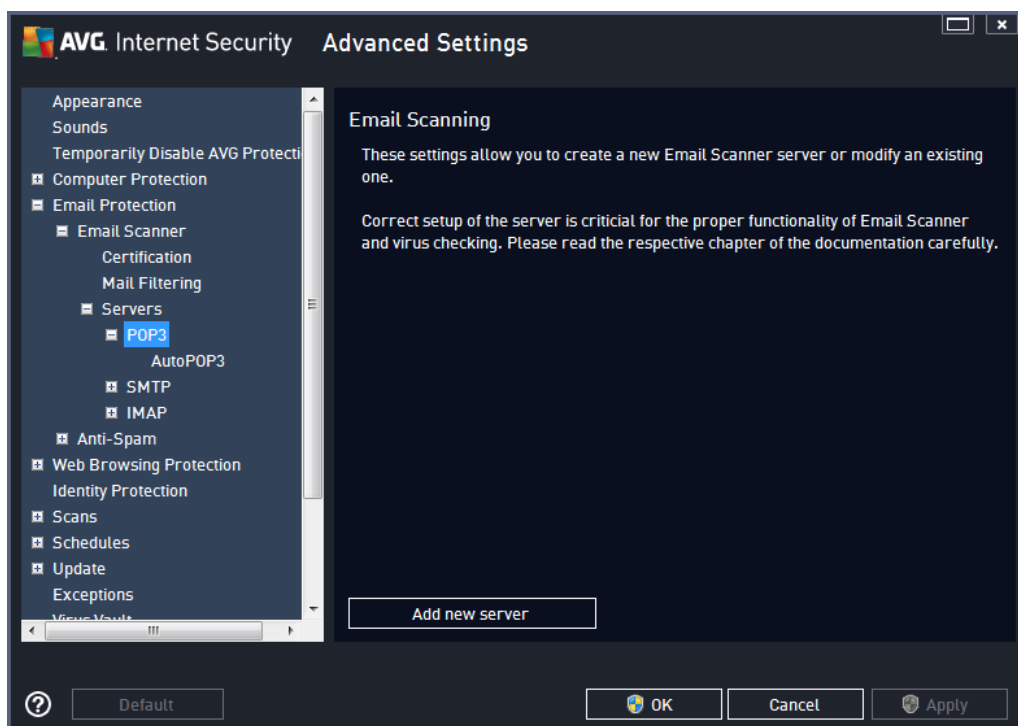 AVG. Internet Security Advanced Settings
Appearance
Sounds
Temporarily Disable AVG Protecti
Computer Protection
Email Protection
Email Scanner
Certification
Mail Filtering
Servers
POP3
AutoPOP3
SMTP
IMAP
Anti-Spam
Web Browsing Protection
Identity Protection
Scans
Schedules
Update
Exceptions
Virus Vault
Email Scanning
These settings allow you to create a new Email Scanner server or modify an existing
one.
Correct setup of the server is criticial for the proper functionality of Email Scanner
and virus checking. Please read the respective chapter of the documentation carefully.
Add new server
Default
OK
Cancel
Apply